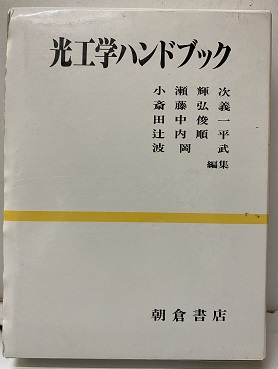 光工学ハンドブック
小瀬輝次
斎藤弘義
田中俊一
辻内順平
波岡武
編集
朝倉書店